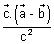 c⃗.(a⃗ − b⃗)
c²